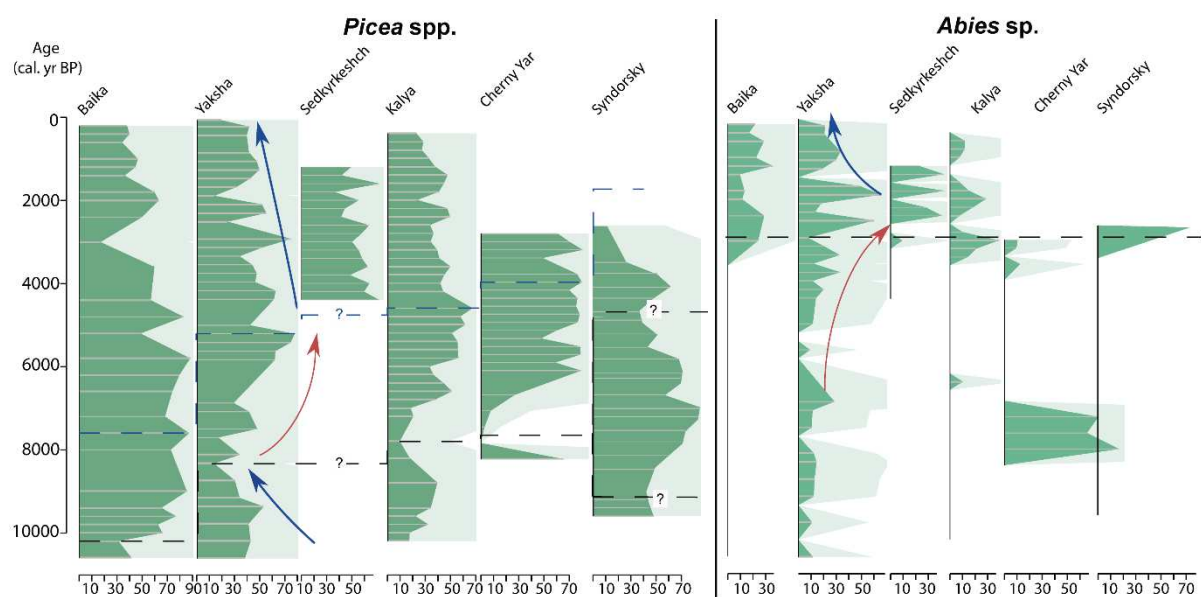 Picea spp.
Abies sp.
Age
(cal. yr BP)
Baika
Yaksha
Sedkyrkeshch
Kalya
Cherny Yar
Syndorsky
Baika
Yaksha
Sedkyrkeshch
Kalya
Cherny Yar
Syndorsky
0
2000
4000
6000
8000
10000
?
?
?
?
10 30 50 70 90
10 30 50 70
10 30 50
10 30 50 70
10 30 50 70
10 30 50 70
10 30
10 30 50
10 30
10 30
10 30 50
10 30 50 70